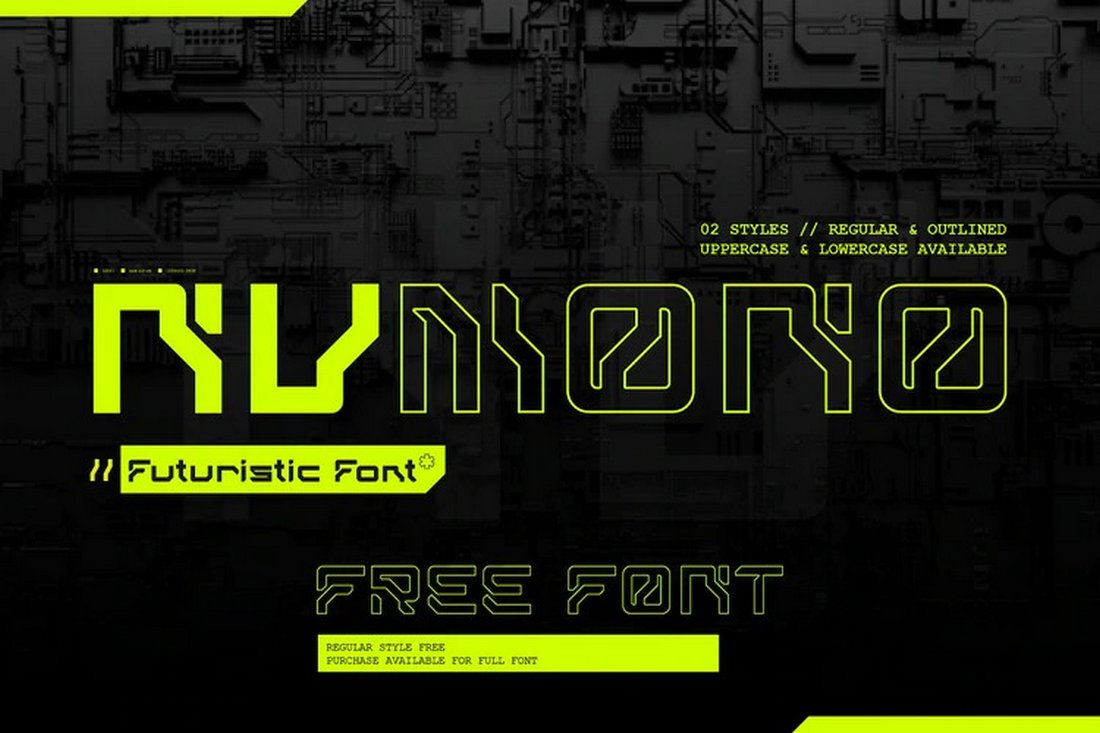 02 STYLES // REGULAR & OUTLINED
UPPERCASE & LOWERCASE AVAILABLE
NVMONO
// Futuristic Font*
FREE FONT
REGULAR STYLE FREE
PURCHASE AVAILABLE FOR FULL FONT